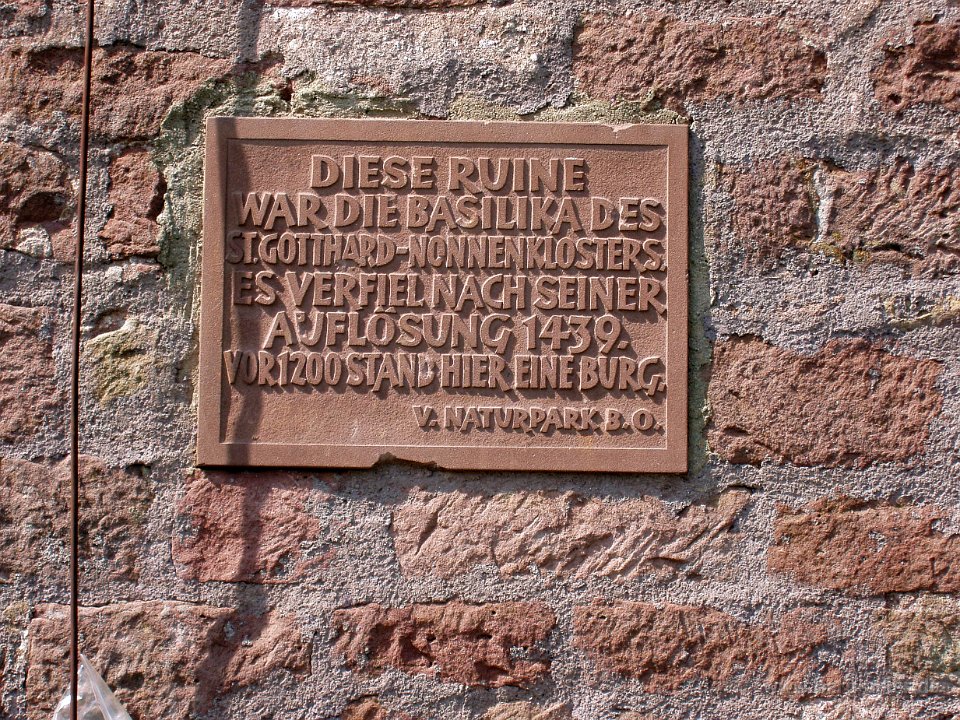 DIESE RUINE
WAR DIE BASILIKA DES
ST. GOTTHARD-NONNENKLOSTERS.
ES VERFIEL NACH SEINER
AUFLÖSUNG 1439.
VOR 1200 STAND HIER EINE BURG.
V. NATURPARK B.O.